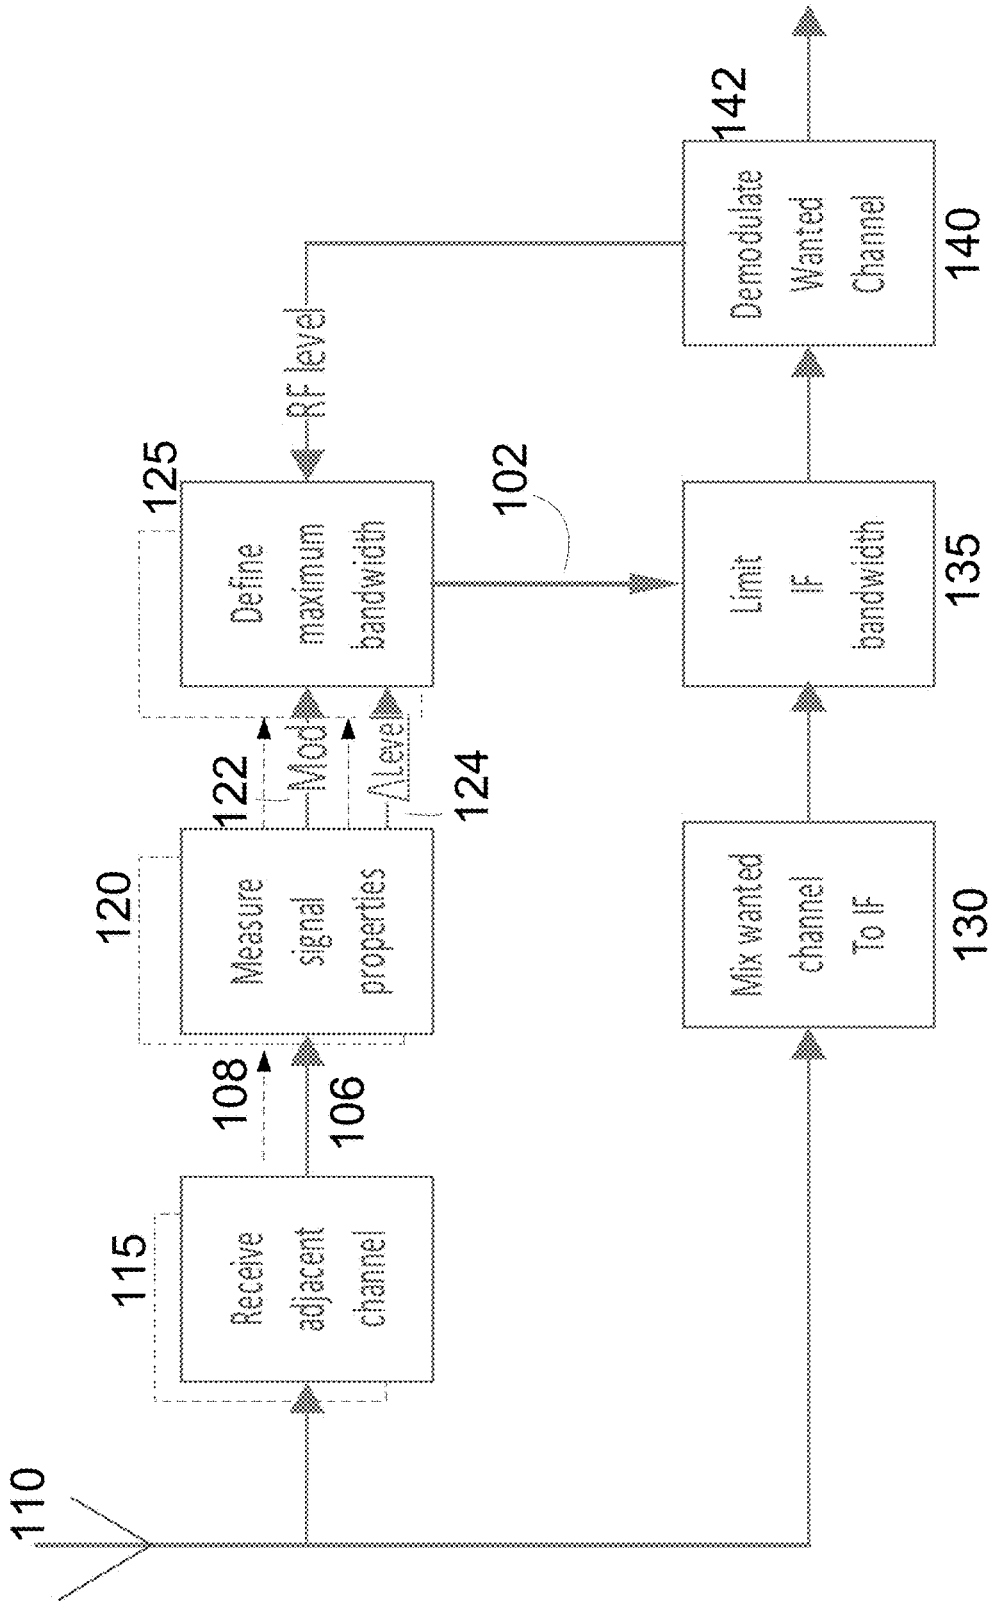 110
115
Receive
adjacent
channel
108
106
120
Measure
signal
properties
122
Mod
ΔLevel
124
125
Define
maximum
bandwidth
RF level
102
130
Mix wanted
channel
To IF
135
Limit
IF
bandwidth
140
Demodulate
Wanted
Channel
142